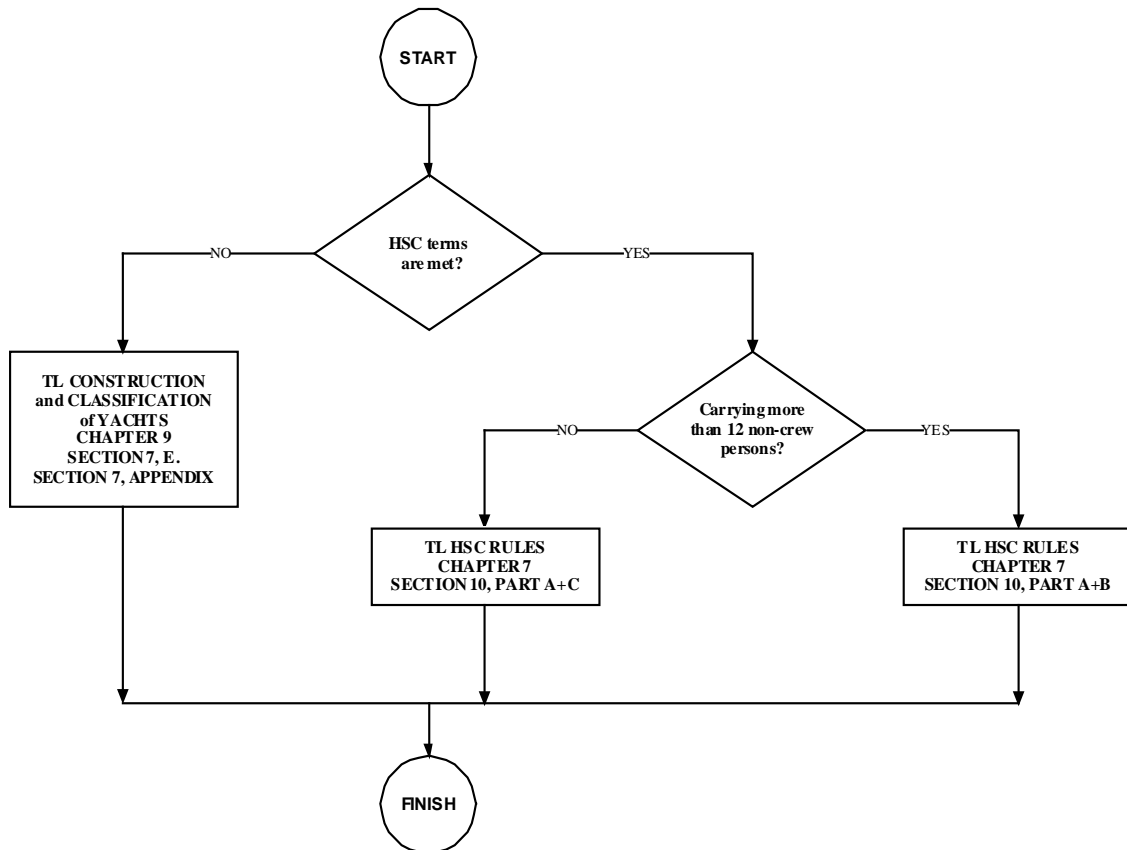 START
HSC terms
are met?
NO
YES
TL CONSTRUCTION
and CLASSIFICATION
of YACHTS
CHAPTER 9
SECTION 7, E.
SECTION 7, APPENDIX
Carrying more
than 12 non-crew
persons?
NO
YES
TL HSC RULES
CHAPTER 7
SECTION 10, PART A+C
TL HSC RULES
CHAPTER 7
SECTION 10, PART A+B
FINISH